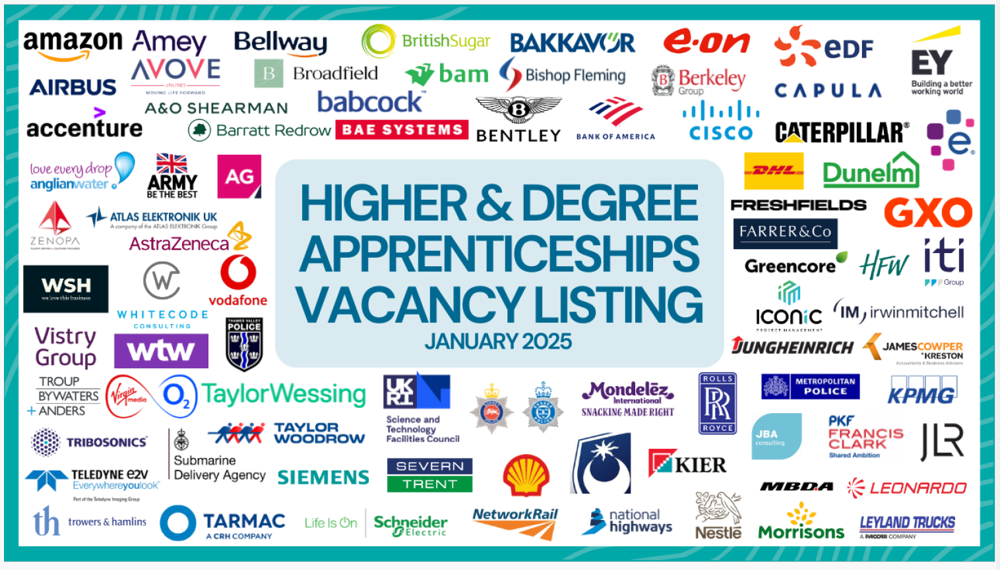 amazon
Amey
Bellway
BritishSugar
BAKKAVOR
e·on
eDF
EY
Building a better
working world
AIRBUS
AVOVE
UTILITIES
MOVING LIFE FORWARD
B
Broadfield
bam
Bishop Fleming
B
Berkeley
Group
CAPULA
>
accenture
A&O SHEARMAN
babcock™
Barratt Redrow
BAE SYSTEMS
B
BENTLEY
BANK OF AMERICA
CISCO
CATERPILLAR®
e®
love every drop
anglianwater
ARMY
BE THE BEST
AG
DHL
Dunelm
HIGHER & DEGREE
APPRENTICESHIPS
VACANCY LISTING
JANUARY 2025
ZENOPA
ATLAS ELEKTRONIK UK
A company of the ATLAS ELEKTRONIK Group
AstraZeneca
FRESHFIELDS
GXO
FARRER&Co
WSH
we love this business
WHITECODE
CONSULTING
vodafone
Greencore
HFW
iti
Group
Vistry
Group
wtw
THAMES VALLEY
POLICE
iPM
ICONIC
PROJECT MANAGEMENT
IM
irwinmitchell
JUNGHEINRICH
JAMESCOWPER
KRESTON
Accountants & Business Advisers
TROUP
BYWATERS
+ ANDERS
Virgin
media
O2
TaylorWessing
UK
RI
Science and
Technology
Facilities Council
Mondelēz
International
SNACKING MADE RIGHT
ROLLS
RR
ROYCE
METROPOLITAN
POLICE
KPMG
TRIBOSONICS
Submarine
Delivery Agency
TAYLOR
WOODROW
JBA
consulting
PKF
FRANCIS
CLARK
Shared Ambition
JLR
TELEDYNE e2v
Everywhereyoulook™
Part of the Teledyne Imaging Group
SIEMENS
SEVERN
TRENT
KIER
MBDA
LEONARDO
th
trowers & hamlins
TARMAC
A CRH COMPANY
Life Is On
Schneider
Electric
NetworkRail
national
highways
Nestlé
Morrisons
LEYLAND TRUCKS
A PACCAR COMPANY